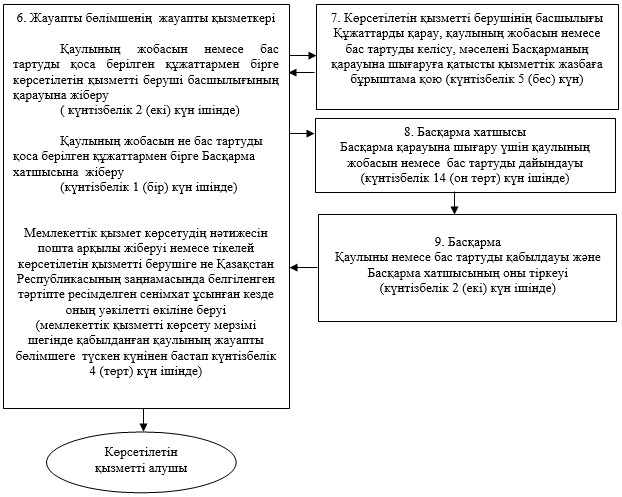 6. Жауапты бөлімшенің жауапты қызметкері
Қаулының жобасын немесе бас
тартуды қоса берілген құжаттармен бірге
көрсетілетін қызметті беруші басшылығының
қарауына жіберу
( күнтізбелік 2 (екі) күн ішінде)
Қаулының жобасын не бас тартуды
қоса берілген құжаттармен бірге Басқарма
хатшысына жіберу
(күнтізбелік 1 (бір) күн ішінде)
Мемлекеттік қызмет көрсетудің нәтижесін
пошта арқылы жіберуі немесе тікелей
көрсетілетін қызметті берушіге не Қазақстан
Республикасының заңнамасында белгіленген
тәртіпте ресімделген сенімхат ұсынған кезде
оның уәкілетті өкіліне беруі
(мемлекеттік қызметті көрсету мерзімі
шегінде қабылданған қаулының жауапты
бөлімшеге түскен күнінен бастап күнтізбелік
4 (төрт) күн ішінде)
7. Көрсетілетін қызметті берушінің басшылығы
Құжаттарды қарау, қаулының жобасын немесе
бас тартуды келісу, мәселені Басқарманың
қарауына шығаруға қатысты қызметтік жазбаға
бұрыштама қою (күнтізбелік 5 (бес) күн)
8. Басқарма хатшысы
Басқарма қарауына шығару үшін қаулының
жобасын немесе бас тартуды дайындауы
(күнтізбелік 14 (он төрт) күн ішінде)
9. Басқарма
Қаулыны немесе бас тартуды қабылдауы және
Басқарма хатшысының оны тіркеуі
(күнтізбелік 2 (екі) күн ішінде)
Көрсетілетін
қызметті алушы